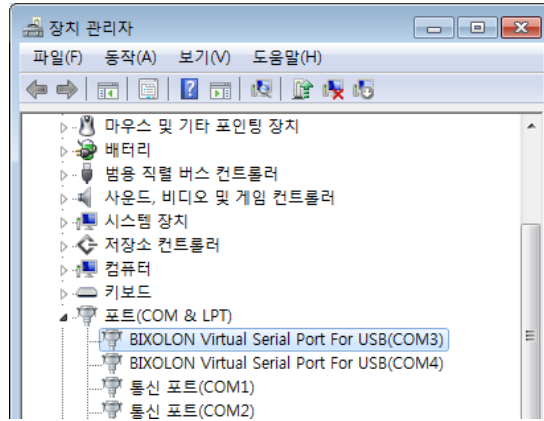 장치 관리자
파일(F) 동작(A) 보기(V) 도움말(H)
마우스 및 기타 포인팅 장치
배터리
범용 직렬 버스 컨트롤러
사운드, 비디오 및 게임 컨트롤러
시스템 장치
저장소 컨트롤러
컴퓨터
키보드
포트(COM & LPT)
BIXOLON Virtual Serial Port For USB(COM3)
BIXOLON Virtual Serial Port For USB(COM4)
통신 포트(COM1)
통신 포트(COM2)